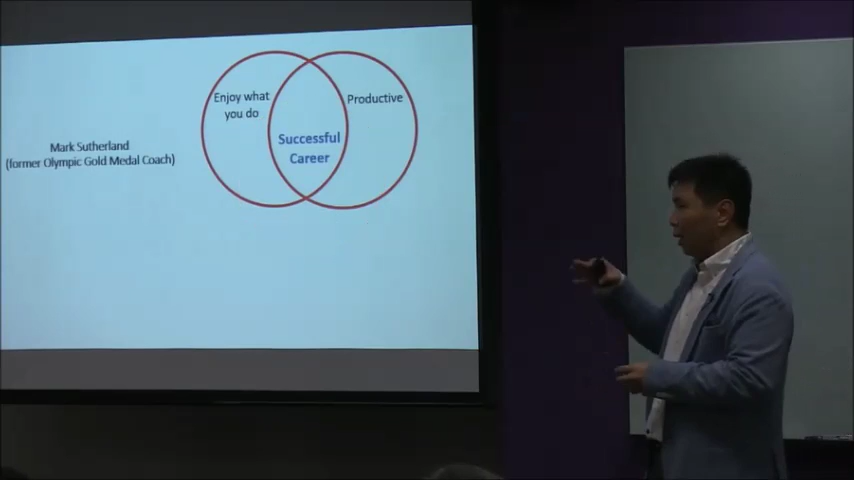 Enjoy what
you do
Productive
Successful
Career
Mark Sutherland
(former Olympic Gold Medal Coach)